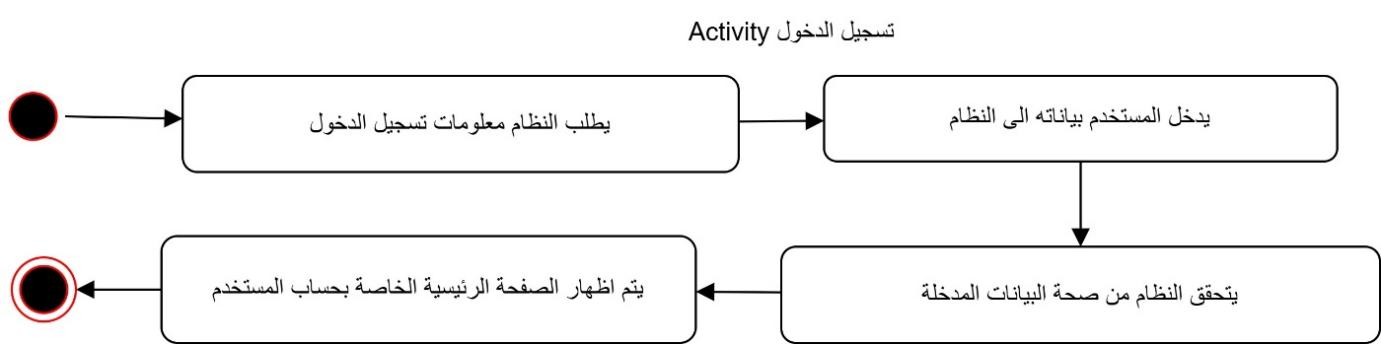 تسجيل الدخول Activity
يطلب النظام معلومات تسجيل الدخول
يدخل المستخدم بياناته الى النظام
يتحقق النظام من صحة البيانات المدخلة
يتم اظهار الصفحة الرئيسية الخاصة بحساب المستخدم